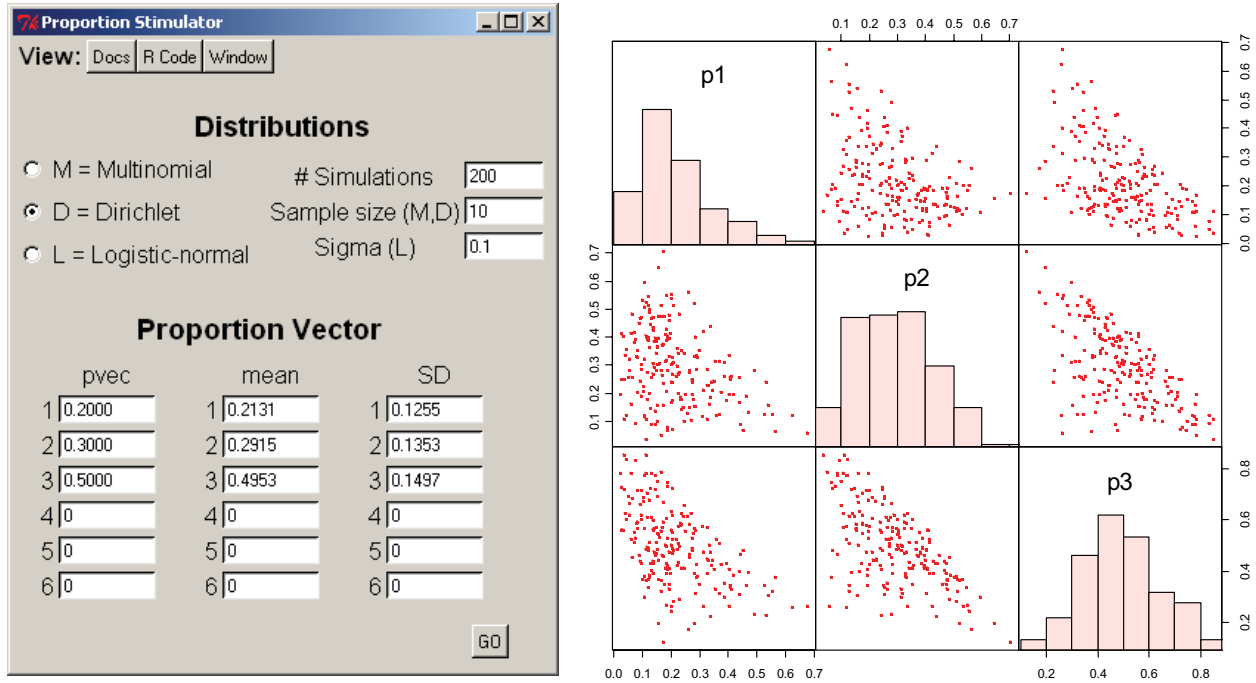 Proportion Stimulator
View: Docs R Code Window
Distributions
M = Multinomial
D = Dirichlet
L = Logistic-normal
# Simulations 200
Sample size (M,D) 10
Sigma (L) 0.1
Proportion Vector
pvec mean SD
1 0.2000 1 0.2131 1 0.1255
2 0.3000 2 0.2915 2 0.1353
3 0.5000 3 0.4953 3 0.1497
4 0 4 0 4 0
5 0 5 0 5 0
6 0 6 0 6 0
GO
0.1 0.2 0.3 0.4 0.5 0.6 0.7
p1
0.0 0.1 0.2 0.3 0.4 0.5 0.6 0.7
0.1 0.2 0.3 0.4 0.5 0.6 0.7
p2
p3
0.2 0.4 0.6 0.8
0.0 0.1 0.2 0.3 0.4 0.5 0.6 0.7
0.2 0.4 0.6 0.8